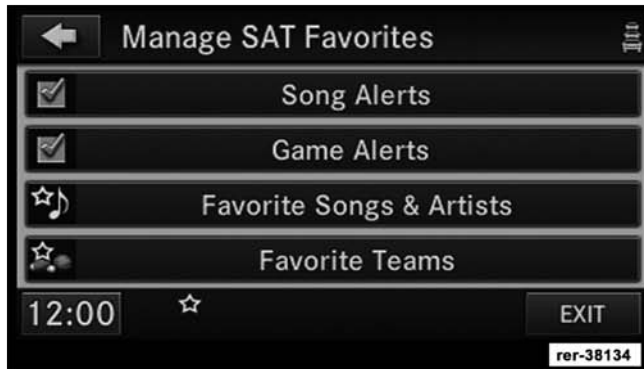 Manage SAT Favorites
Song Alerts
Game Alerts
Favorite Songs & Artists
Favorite Teams
12:00
EXIT
rer-38134